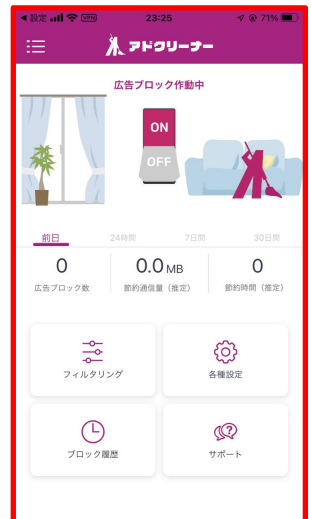 ◀ 設定 VPN 23:25 71%
アドクリーナー
広告ブロック作動中
ON
OFF
前日 24時間 7日間 30日間
0 0.0 MB 0
広告ブロック数 節約通信量（推定） 節約時間（推定）
フィルタリング 各種設定
ブロック履歴 サポート